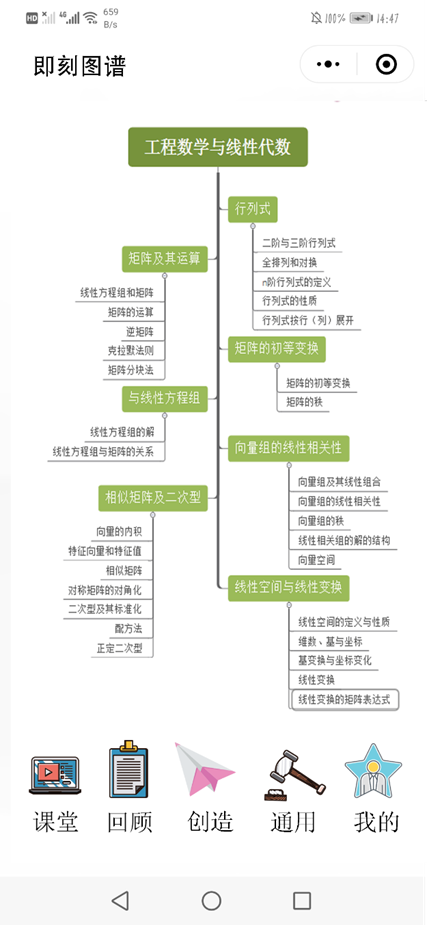 HD 4G 4G 659 B/s 100% 14:47
即刻图谱
工程数学与线性代数
行列式
二阶与三阶行列式
全排列和对换
n阶行列式的定义
行列式的性质
行列式按行（列）展开
矩阵及其运算
线性方程组和矩阵
矩阵的运算
逆矩阵
克拉默法则
矩阵分块法
矩阵的初等变换
矩阵的初等变换
矩阵的秩
与线性方程组
线性方程组的解
线性方程组与矩阵的关系
向量组的线性相关性
向量组及其线性组合
向量组的线性相关性
向量组的秩
线性相关组的解的结构
向量空间
相似矩阵及二次型
向量的内积
特征向量和特征值
相似矩阵
对称矩阵的对角化
二次型及其标准化
配方法
正定二次型
线性空间与线性变换
线性空间的定义与性质
维数、基与坐标
基变换与坐标变化
线性变换
线性变换的矩阵表达式
课堂 回顾 创造 通用 我的